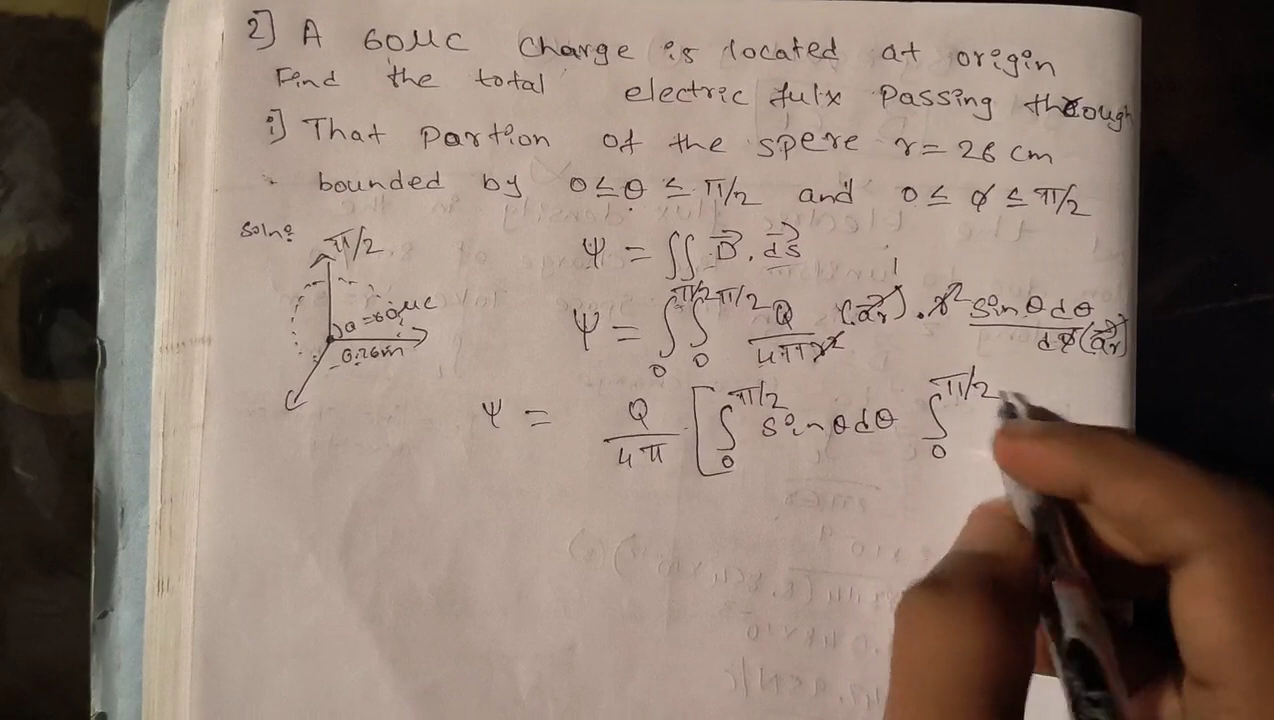 2] A 60μC charge is located at origin
Find the total electric fulx passing through
i] That partion of the spere r = 26 cm
bounded by 0 ≤ θ ≤ π/2 and 0 ≤ φ ≤ π/2
Soln:
π/2
Q = 60μC
0.26m
Ψ = ∬ D⃗ . ds⃗
Ψ = ∫₀^π/2 ∫₀^π/2 Q/4πr² (a⃗r) . r² sinθ dθ dφ (a⃗r)
Ψ = Q/4π [ ∫₀^π/2 sinθ dθ ∫₀^π/2